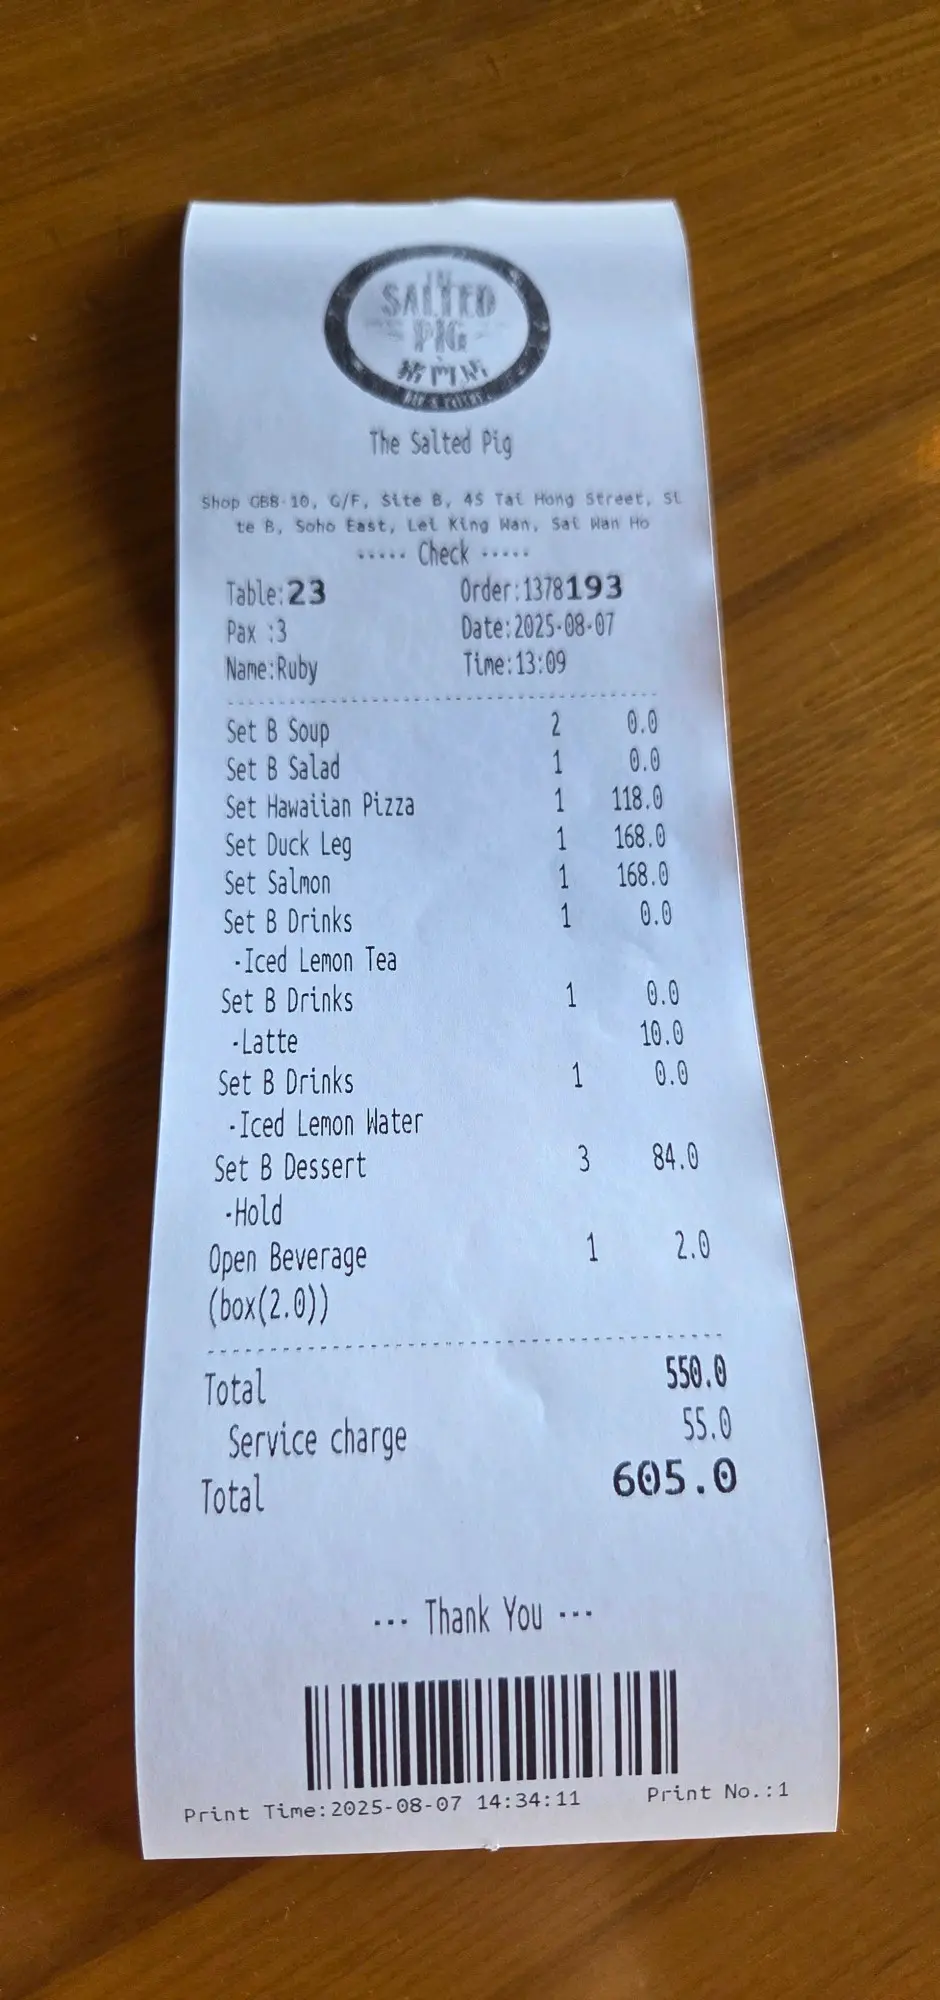 THE
SALTED
PIG
The Salted Pig
Shop GB8-10, G/F, Site B, 45 Tai Hong Street, Si
te B, Soho East, Lei King Wan, Sai Wan Ho
----- Check -----
Table:23 Order:1378193
Pax :3 Date:2025-08-07
Name:Ruby Time:13:09
Set B Soup 2 0.0
Set B Salad 1 0.0
Set Hawaiian Pizza 1 118.0
Set Duck Leg 1 168.0
Set Salmon 1 168.0
Set B Drinks 1 0.0
-Iced Lemon Tea
Set B Drinks 1 0.0
-Latte 10.0
Set B Drinks 1 0.0
-Iced Lemon Water
Set B Dessert 3 84.0
-Hold
Open Beverage 1 2.0
(box(2.0))
Total 550.0
Service charge 55.0
Total 605.0
--- Thank You ---
Print Time:2025-08-07 14:34:11 Print No.:1